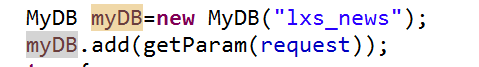 MyDB myDB=new MyDB("lxs_news");
myDB.add(getParam(request));